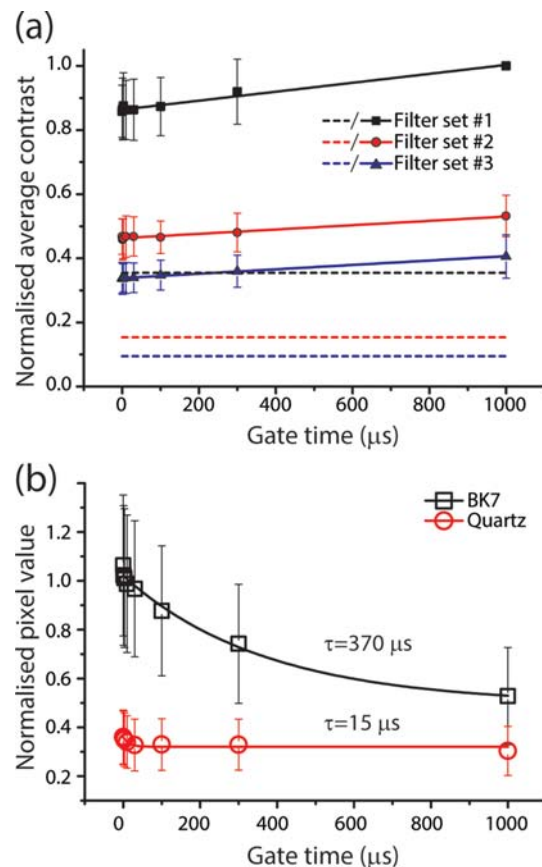 (a)
Normalised average contrast
1.0
0.8
0.6
0.4
0.2
0.0
/ Filter set #1
/ Filter set #2
/ Filter set #3
0 200 400 600 800 1000
Gate time (μs)
(b)
Normalised pixel value
1.4
1.2
1.0
0.8
0.6
0.4
0.2
BK7
Quartz
τ=370 μs
τ=15 μs
0 200 400 600 800 1000
Gate time (μs)